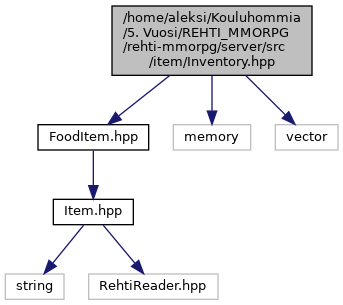 /home/aleksi/Kouluhommia
/5. Vuosi/REHTI_MMORPG
/rehti-mmorpg/server/src
/item/Inventory.hpp
FoodItem.hpp
memory
vector
Item.hpp
string
RehtiReader.hpp